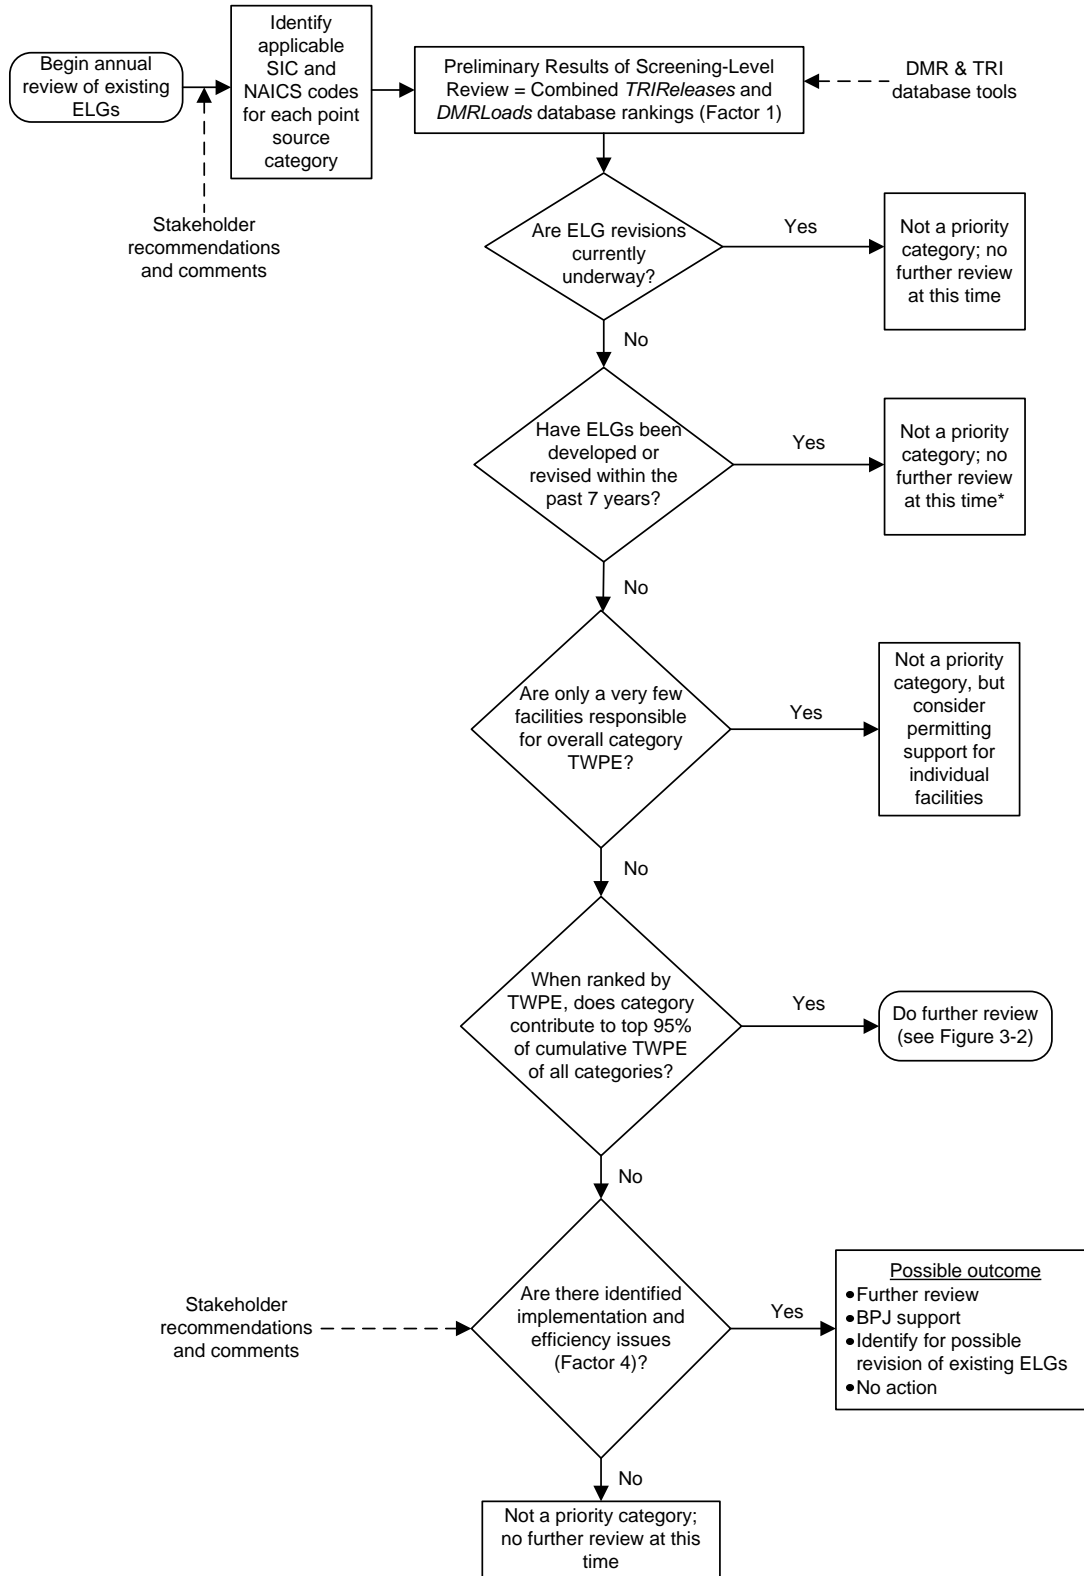 Begin annual
review of existing
ELGs
Identify
applicable
SIC and
NAICS codes
for each point
source
category
Stakeholder
recommendations
and comments
Preliminary Results of Screening-Level
Review = Combined TRIReleases and
DMRLoads database rankings (Factor 1)
DMR & TRI
database tools
Are ELG revisions
currently
underway?
Yes
Not a priority
category; no
further review
at this time
No
Have ELGs been
developed or
revised within the
past 7 years?
Yes
Not a priority
category; no
further review
at this time*
No
Are only a very few
facilities responsible
for overall category
TWPE?
Yes
Not a priority
category, but
consider
permitting
support for
individual
facilities
No
When ranked by
TWPE, does category
contribute to top 95%
of cumulative TWPE
of all categories?
Yes
Do further review
(see Figure 3-2)
No
Stakeholder
recommendations
and comments
Are there identified
implementation and
efficiency issues
(Factor 4)?
Yes
Possible outcome
•Further review
•BPJ support
•Identify for possible
revision of existing ELGs
•No action
No
Not a priority category;
no further review at this
time